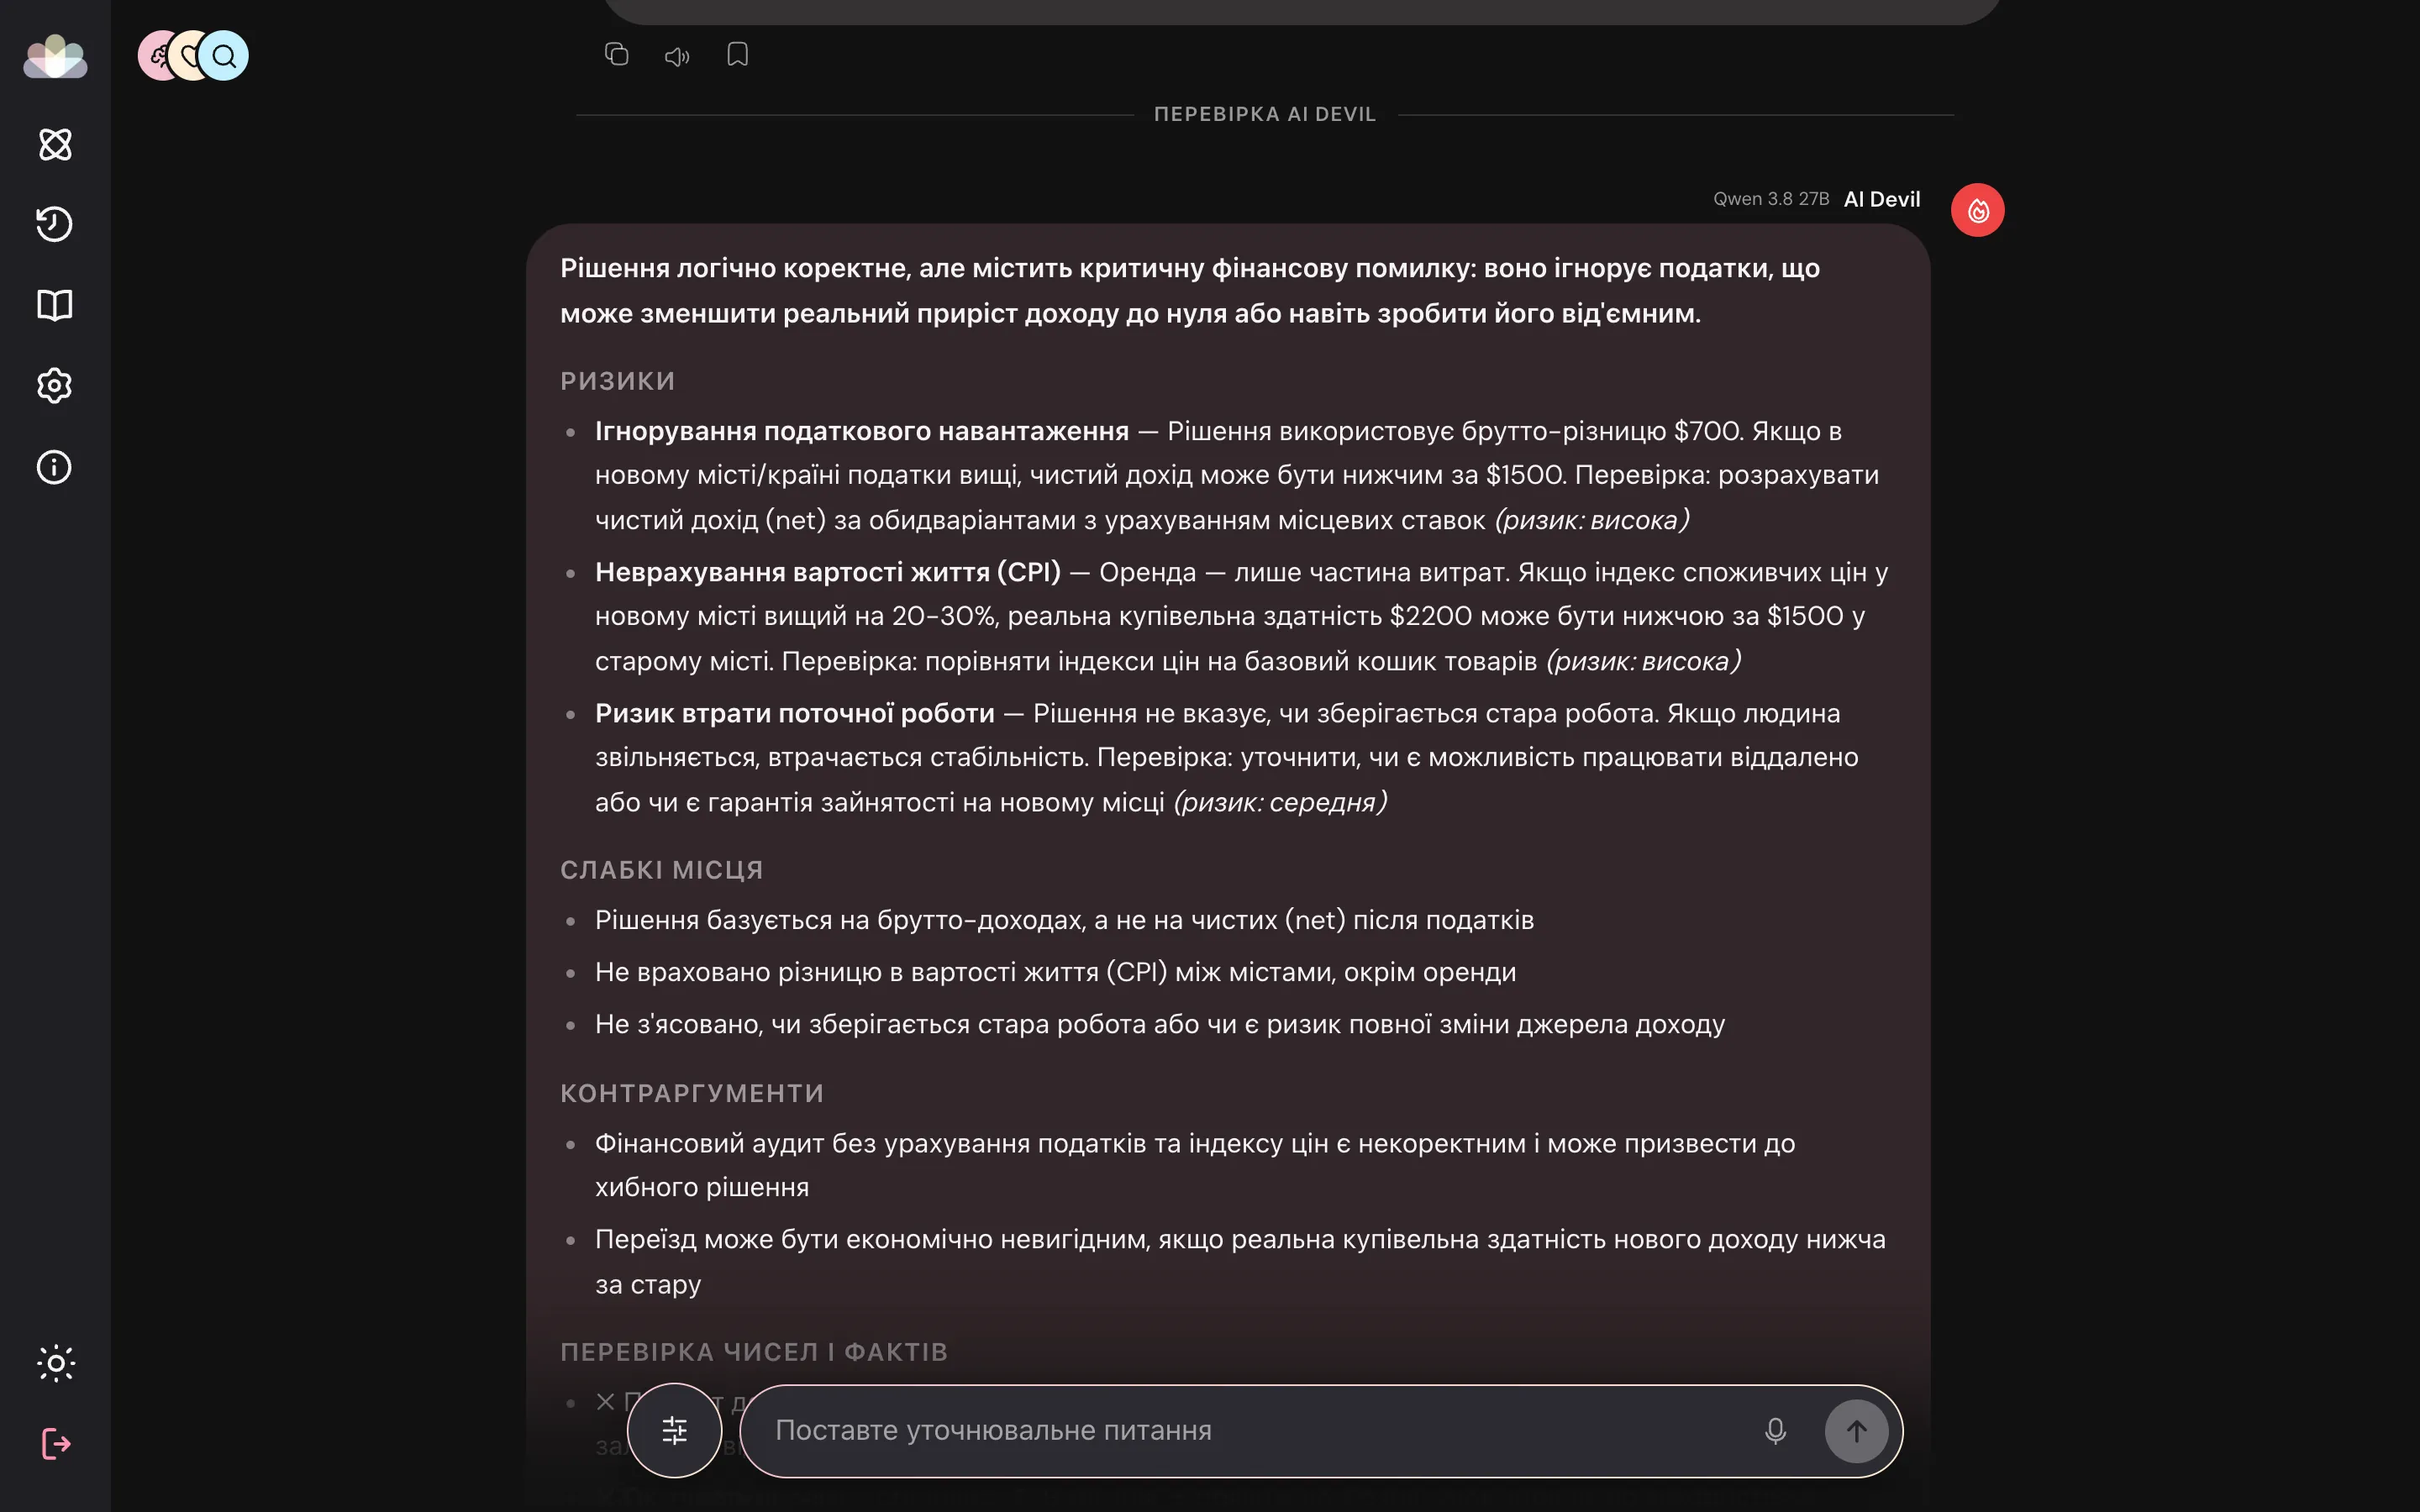 ПЕРЕВІРКА AI DEVIL
Qwen 3.8 27B AI Devil
Рішення логічно коректне, але містить критичну фінансову помилку: воно ігнорує податки, що
може зменшити реальний приріст доходу до нуля або навіть зробити його від'ємним.
РИЗИКИ
Ігнорування податкового навантаження — Рішення використовує брутто-різницю $700. Якщо в
новому місті/країні податки вищі, чистий дохід може бути нижчим за $1500. Перевірка: розрахувати
чистий дохід (net) за обидваріантами з урахуванням місцевих ставок (ризик: висока)
Неврахування вартості життя (CPI) — Оренда — лише частина витрат. Якщо індекс споживчих цін у
новому місті вищий на 20-30%, реальна купівельна здатність $2200 може бути нижчою за $1500 у
старому місті. Перевірка: порівняти індекси цін на базовий кошик товарів (ризик: висока)
Ризик втрати поточної роботи — Рішення не вказує, чи зберігається стара робота. Якщо людина
звільняється, втрачається стабільність. Перевірка: уточнити, чи є можливість працювати віддалено
або чи є гарантія зайнятості на новому місці (ризик: середня)
СЛАБКІ МІСЦЯ
Рішення базується на брутто-доходах, а не на чистих (net) після податків
Не враховано різницю в вартості життя (CPI) між містами, окрім оренди
Не з'ясовано, чи зберігається стара робота або чи є ризик повної зміни джерела доходу
КОНТРАРГУМЕНТИ
Фінансовий аудит без урахування податків та індексу цін є некоректним і може призвести до
хибного рішення
Переїзд може бути економічно невигідним, якщо реальна купівельна здатність нового доходу нижча
за стару
ПЕРЕВІРКА ЧИСЕЛ І ФАКТІВ
Поставте уточнювальне питання